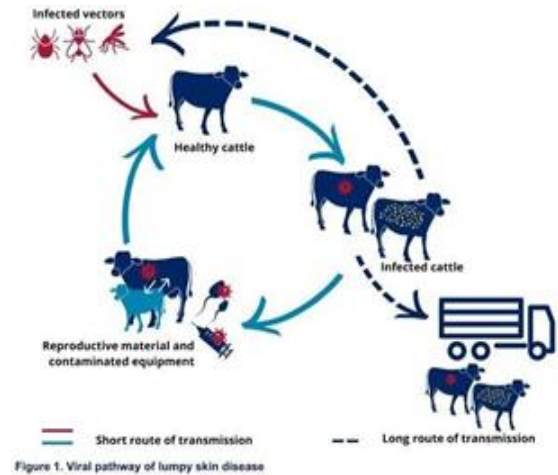 Infected vectors
Healthy cattle
Infected cattle
Reproductive material and
contaminated equipment
Short route of transmission
Long route of transmission
Figure 1. Viral pathway of lumpy skin disease